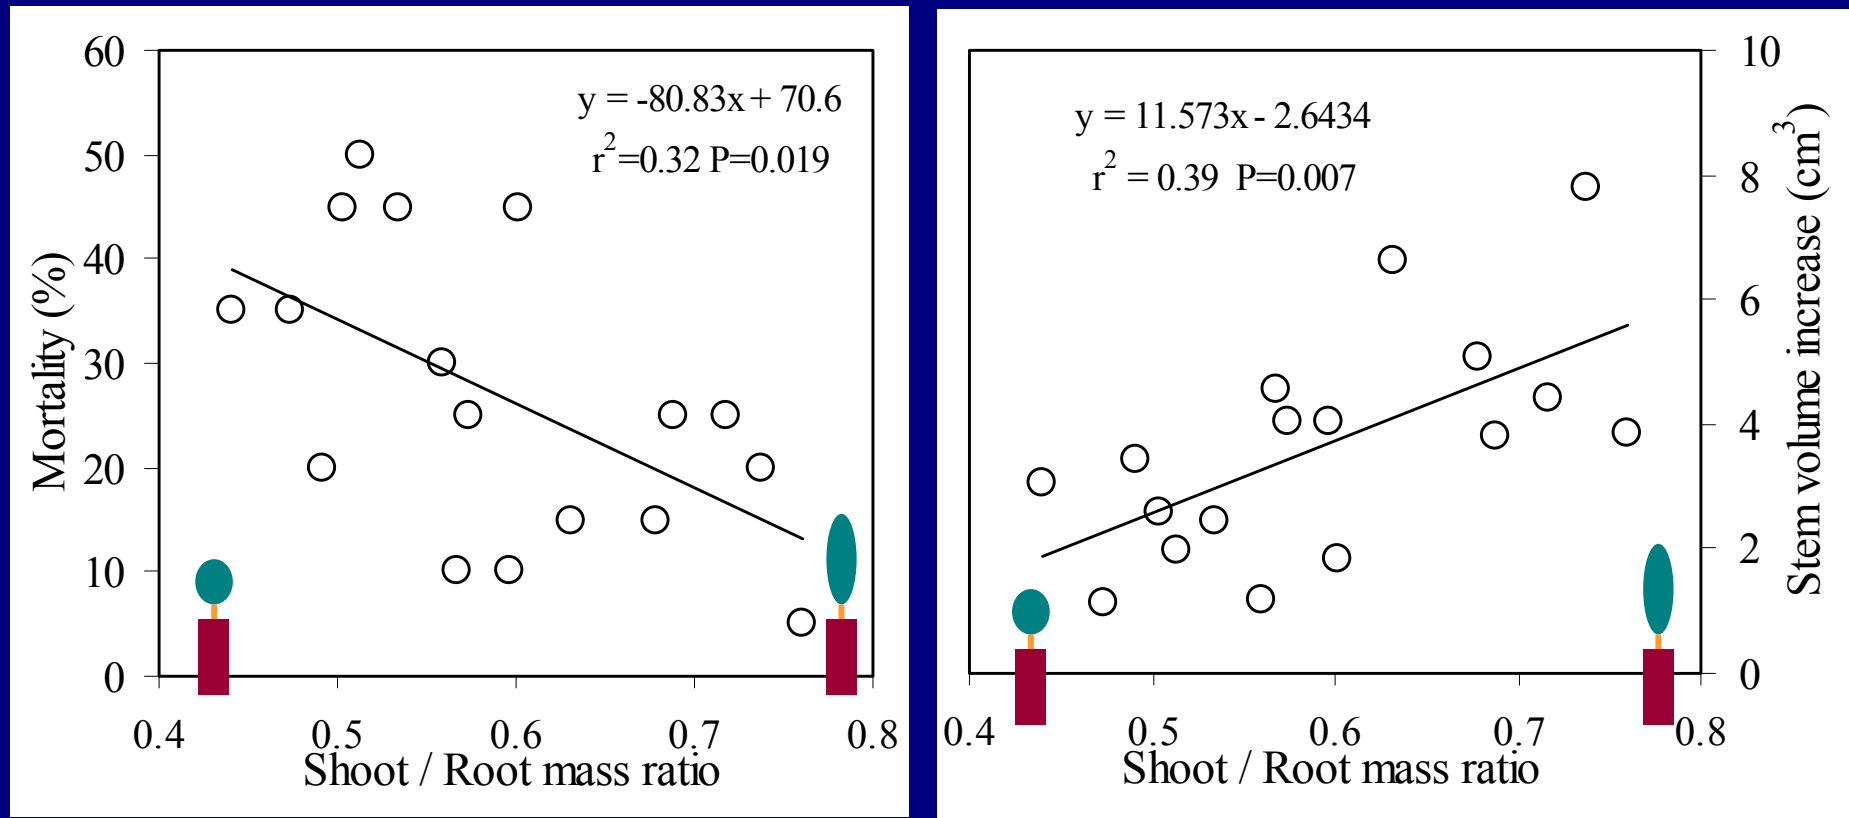 60
50
40
30
20
10
0
Mortality (%)
y = -80.83x + 70.6
r²=0.32 P=0.019
0.4 0.5 0.6 0.7 0.8
Shoot / Root mass ratio
y = 11.573x - 2.6434
r² = 0.39 P=0.007
10
8
6
4
2
0
Stem volume increase (cm³)
0.4 0.5 0.6 0.7 0.8
Shoot / Root mass ratio